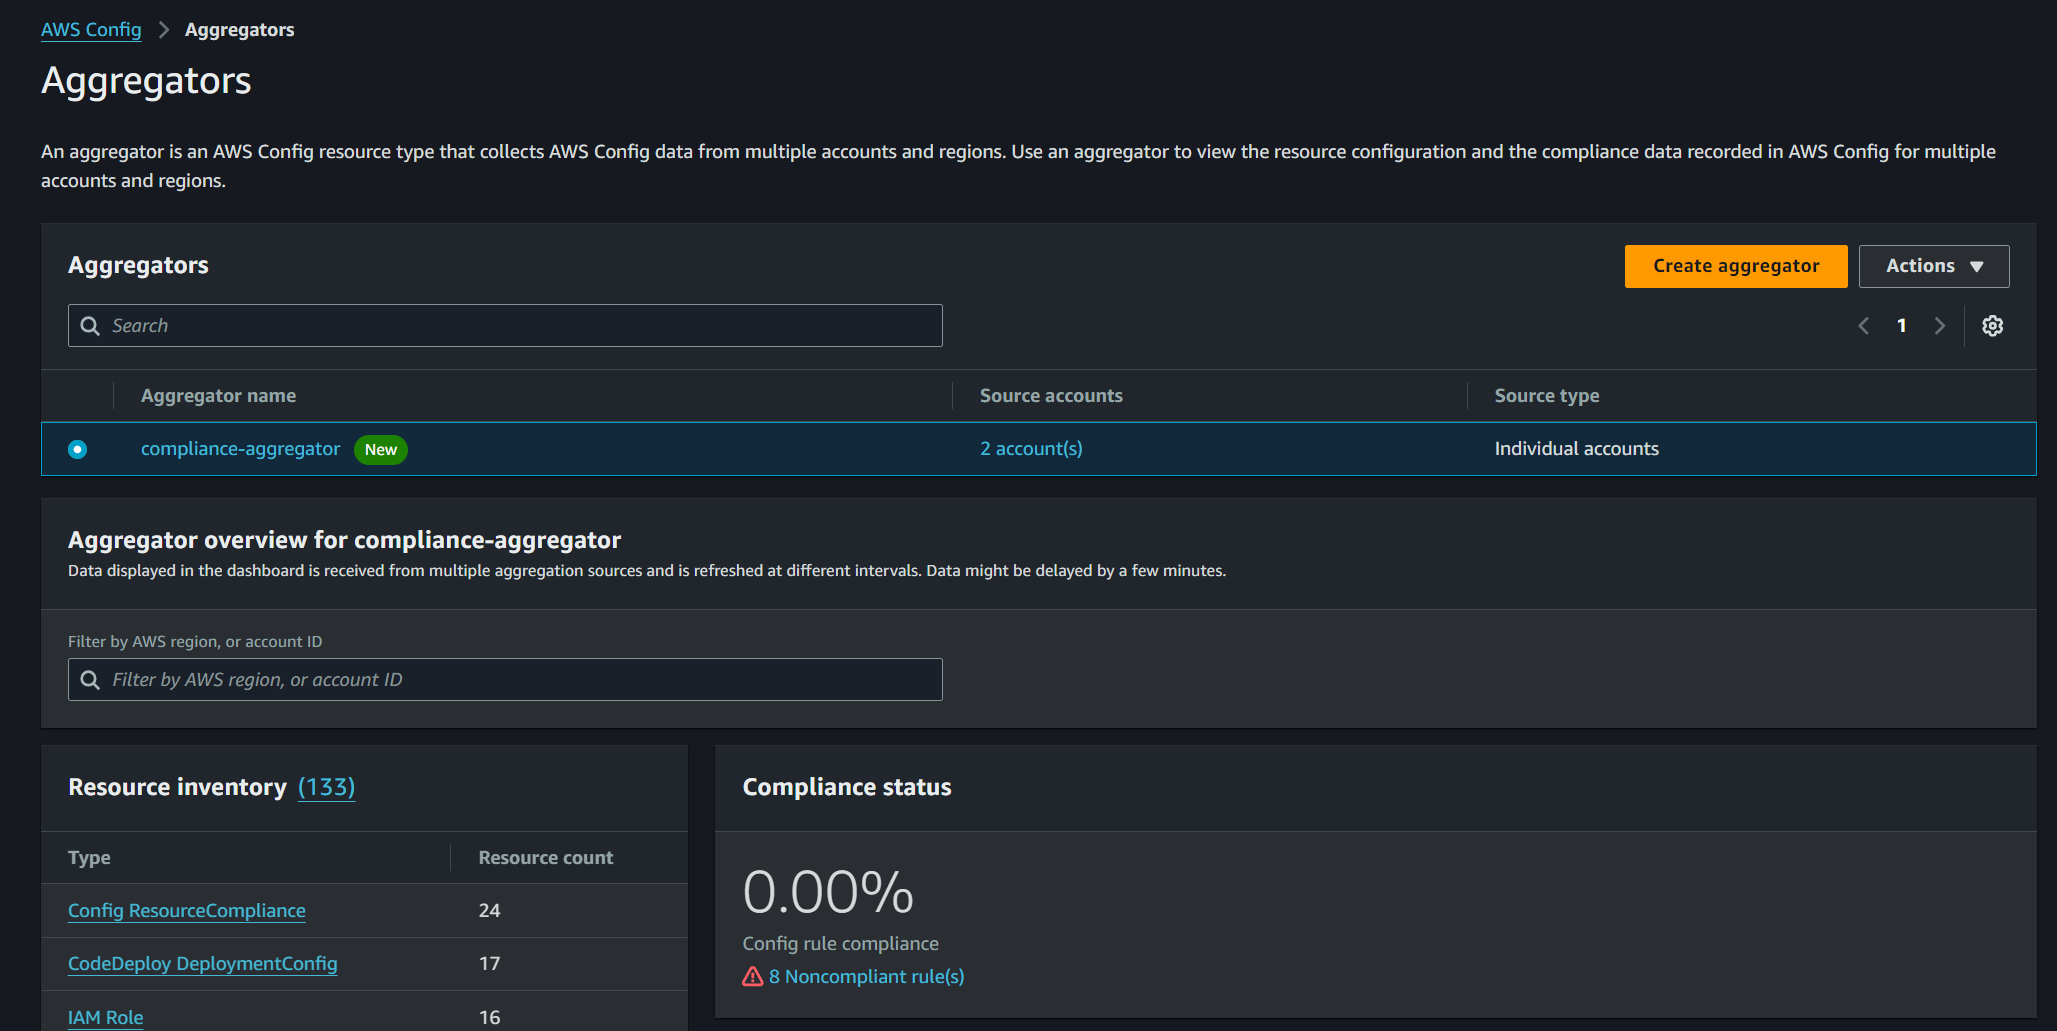 AWS Config > Aggregators
Aggregators
An aggregator is an AWS Config resource type that collects AWS Config data from multiple accounts and regions. Use an aggregator to view the resource configuration and the compliance data recorded in AWS Config for multiple
accounts and regions.
Aggregators
Create aggregator
Actions
Search
1
Aggregator name Source accounts Source type
compliance-aggregator New 2 account(s) Individual accounts
Aggregator overview for compliance-aggregator
Data displayed in the dashboard is received from multiple aggregation sources and is refreshed at different intervals. Data might be delayed by a few minutes.
Filter by AWS region, or account ID
Filter by AWS region, or account ID
Resource inventory (133)
Type Resource count
Config ResourceCompliance 24
CodeDeploy DeploymentConfig 17
IAM Role 16
Compliance status
0.00%
Config rule compliance
8 Noncompliant rule(s)